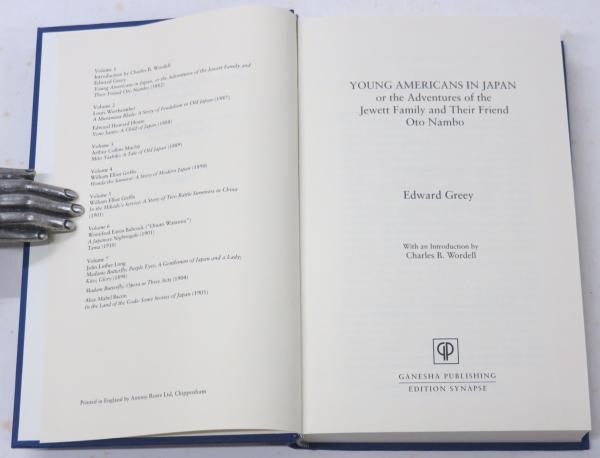 Volume 1
Introduction by Charles B. Wordell
Edward Greey
Young Americans in Japan, or the Adventures of the Jewett Family and
Their Friend Oto Nambo (1882)
Volume 2
Louis Wertheimber
A Muramasa Blade: A Story of Feudalism in Old Japan (1887)
Edward Howard House
Yone Santo: A Child of Japan (1888)
Volume 3
Arthur Collins Maclay
Mito Yashiki: A Tale of Old Japan (1889)
Volume 4
William Elliot Griffis
Honda the Samurai: A Story of Modern Japan (1890)
Volume 5
William Elliot Griffis
In the Mikado's Service: A Story of Two Battle Summers in China
(1901)
Volume 6
Winnifred Eaton Babcock ("Onoto Watanna")
A Japanese Nightingale (1901)
Tama (1910)
Volume 7
John Luther Long
Madame Butterfly; Purple Eyes; A Gentleman of Japan and a Lady;
Kito; Glory (1898)
Madam Butterfly: Opera in Three Acts (1904)
Alice Mabel Bacon
In the Land of the Gods: Some Stories of Japan (1905)
Printed in England by Antony Rowe Ltd, Chippenham
YOUNG AMERICANS IN JAPAN
or the Adventures of the
Jewett Family and Their Friend
Oto Nambo
Edward Greey
With an Introduction by
Charles B. Wordell
GP
GANESHA PUBLISHING
EDITION SYNAPSE